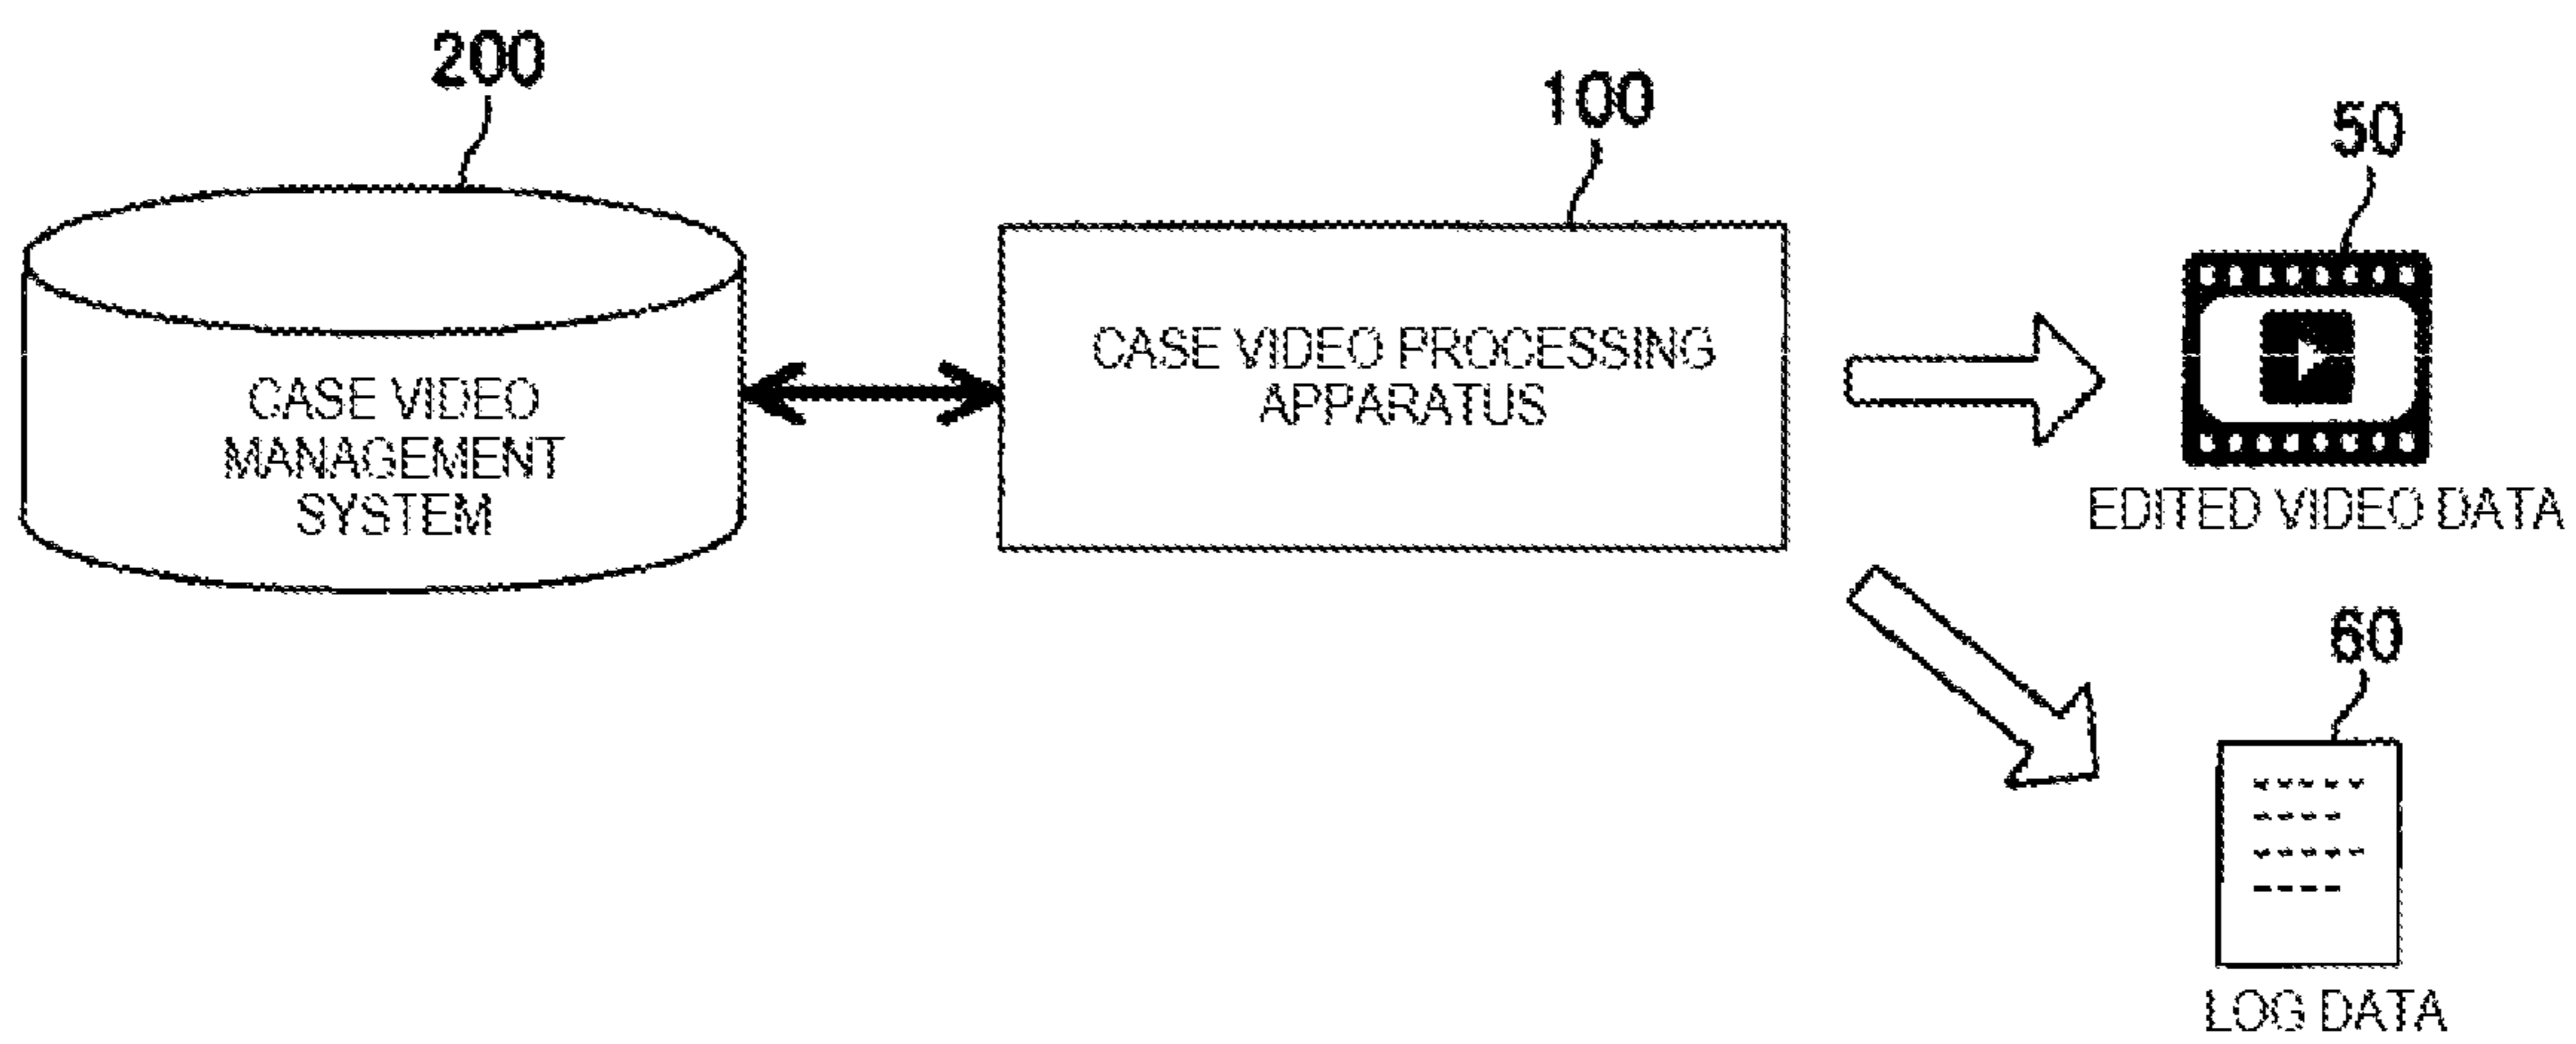 200
100
50
CASE VIDEO
MANAGEMENT
SYSTEM
CASE VIDEO PROCESSING
APPARATUS
EDITED VIDEO DATA
60
LOG DATA